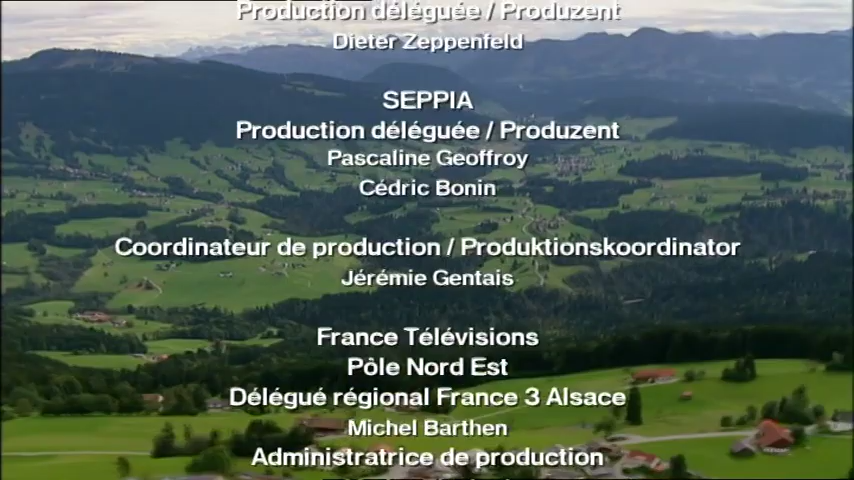 Production déléguée / Produzent
Dieter Zeppenfeld
SEPPIA
Production déléguée / Produzent
Pascaline Geoffroy
Cédric Bonin
Coordinateur de production / Produktionskoordinator
Jérémie Gentais
France Télévisions
Pôle Nord Est
Délégué régional France 3 Alsace
Michel Barthen
Administratrice de production